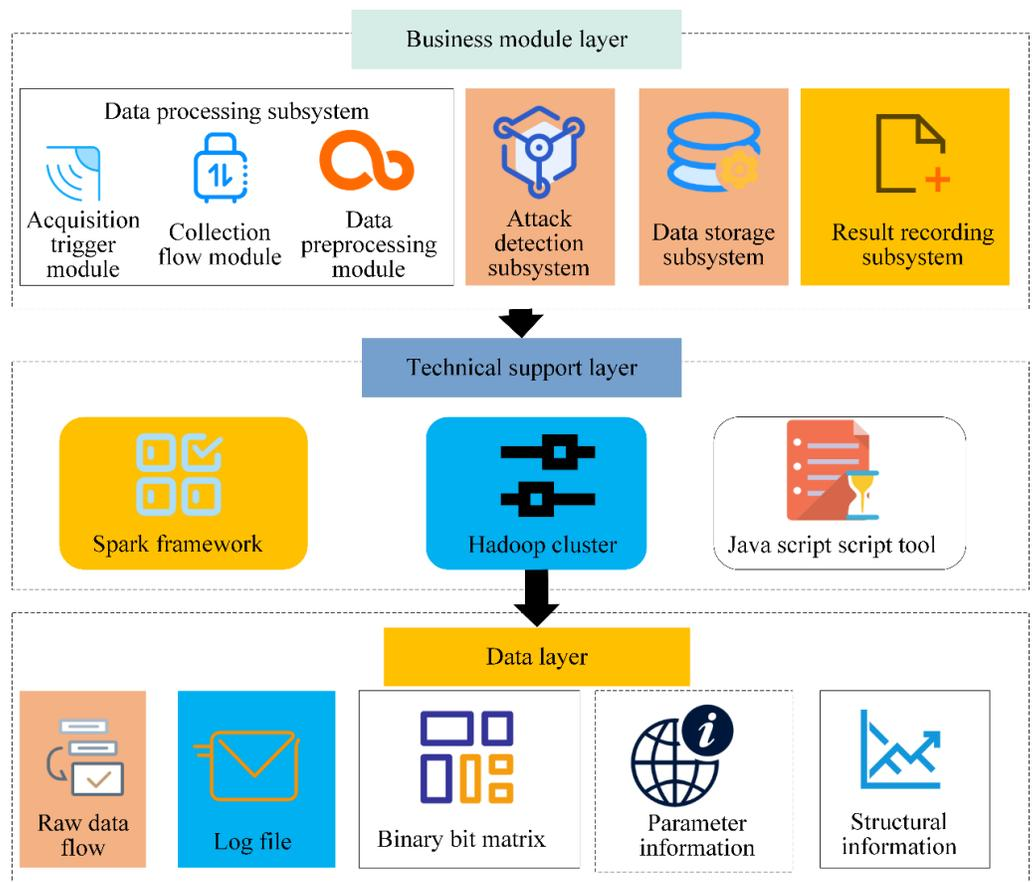 Business module layer
Data processing subsystem
Acquisition
trigger
module
Collection
flow module
Data
preprocessing
module
Attack
detection
subsystem
Data storage
subsystem
Result recording
subsystem
Technical support layer
Spark framework
Hadoop cluster
Java script script tool
Data layer
Raw data
flow
Log file
Binary bit matrix
Parameter
information
Structural
information